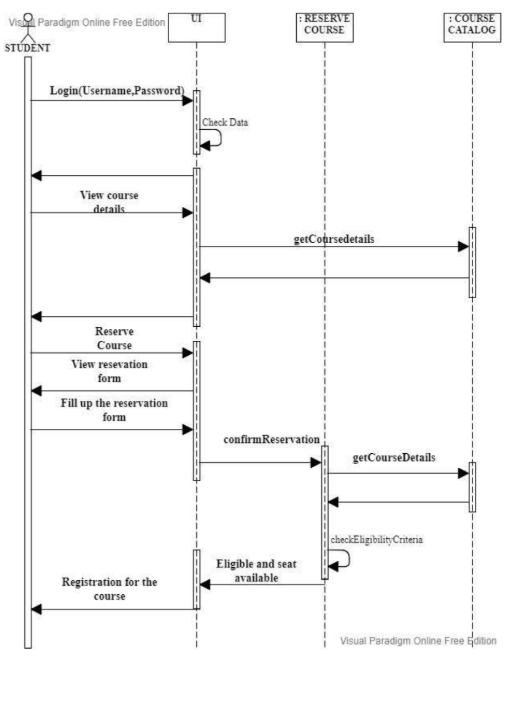 Visual Paradigm Online Free Edition
UI
: RESERVE
COURSE
: COURSE
CATALOG
STUDENT
Login(Username,Password)
Check Data
View course
details
getCoursedetails
Reserve
Course
View resevation
form
Fill up the reservation
form
confirmReservation
getCourseDetails
checkEligibilityCriteria
Eligible and seat
available
Registration for the
course
Visual Paradigm Online Free Edition